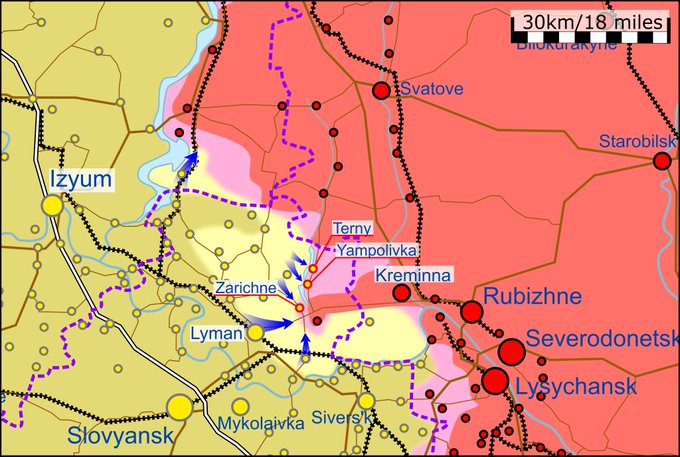 30km/18 miles
Bilokurakyne
Svatove
Starobilsk
Izyum
Terny
Yampolivka
Kreminna
Zarichne
Rubizhne
Lyman
Severodonetsk
Lysychansk
Slovyansk
Mykolaivka
Sivers'k